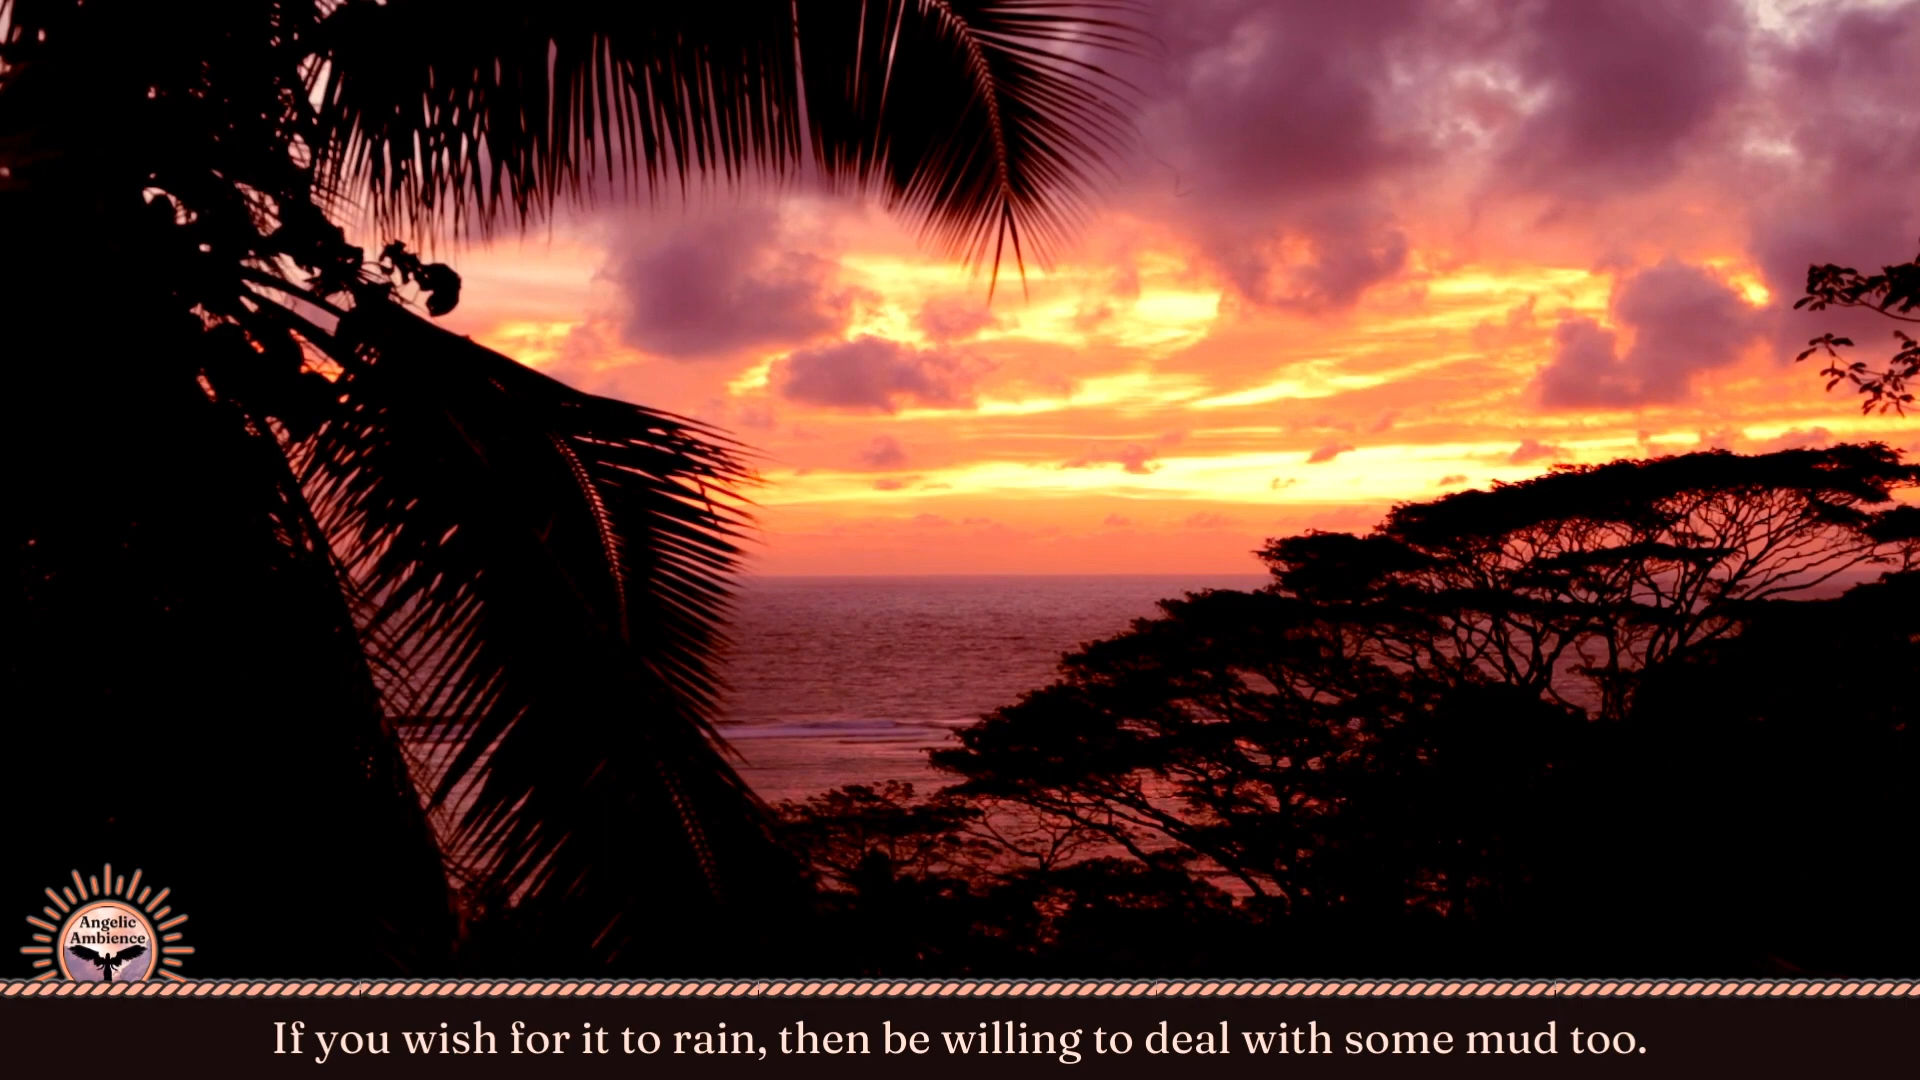 Angelic
Ambience
If you wish for it to rain, then be willing to deal with some mud too.